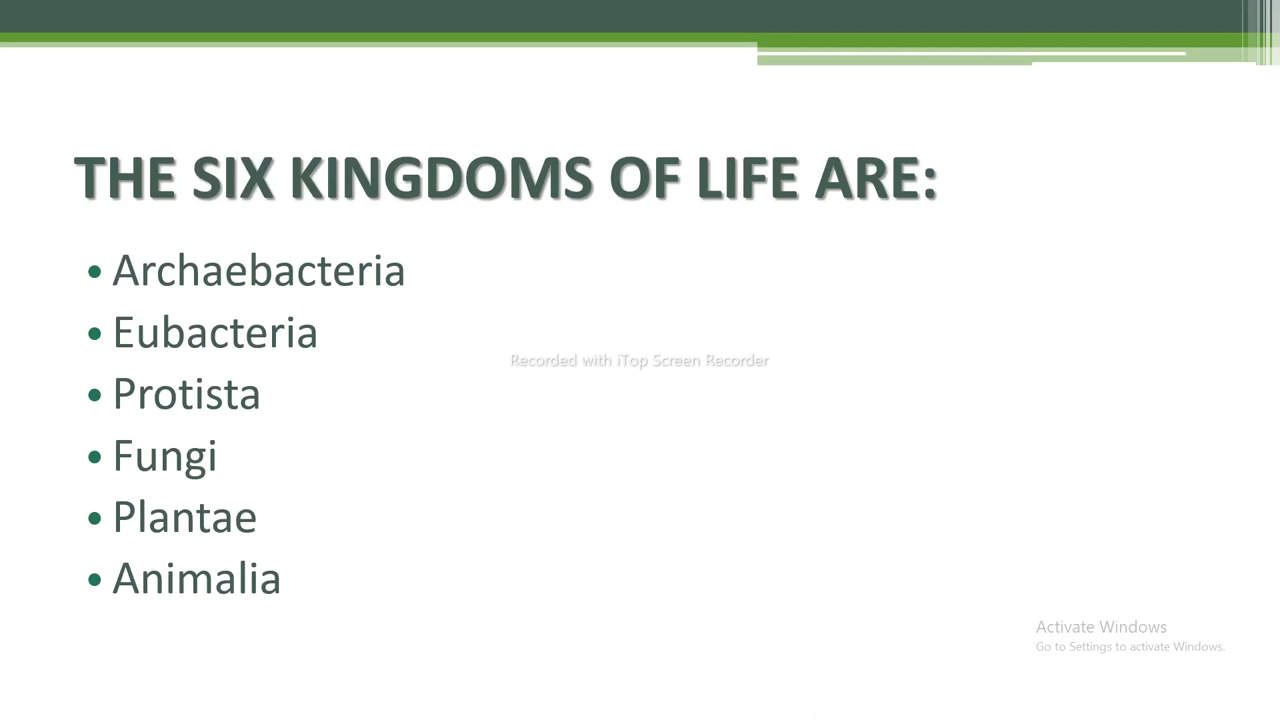 THE SIX KINGDOMS OF LIFE ARE:
• Archaebacteria
• Eubacteria
Recorded with iTop Screen Recorder
• Protista
• Fungi
• Plantae
• Animalia
Activate Windows
Go to Settings to activate Windows.